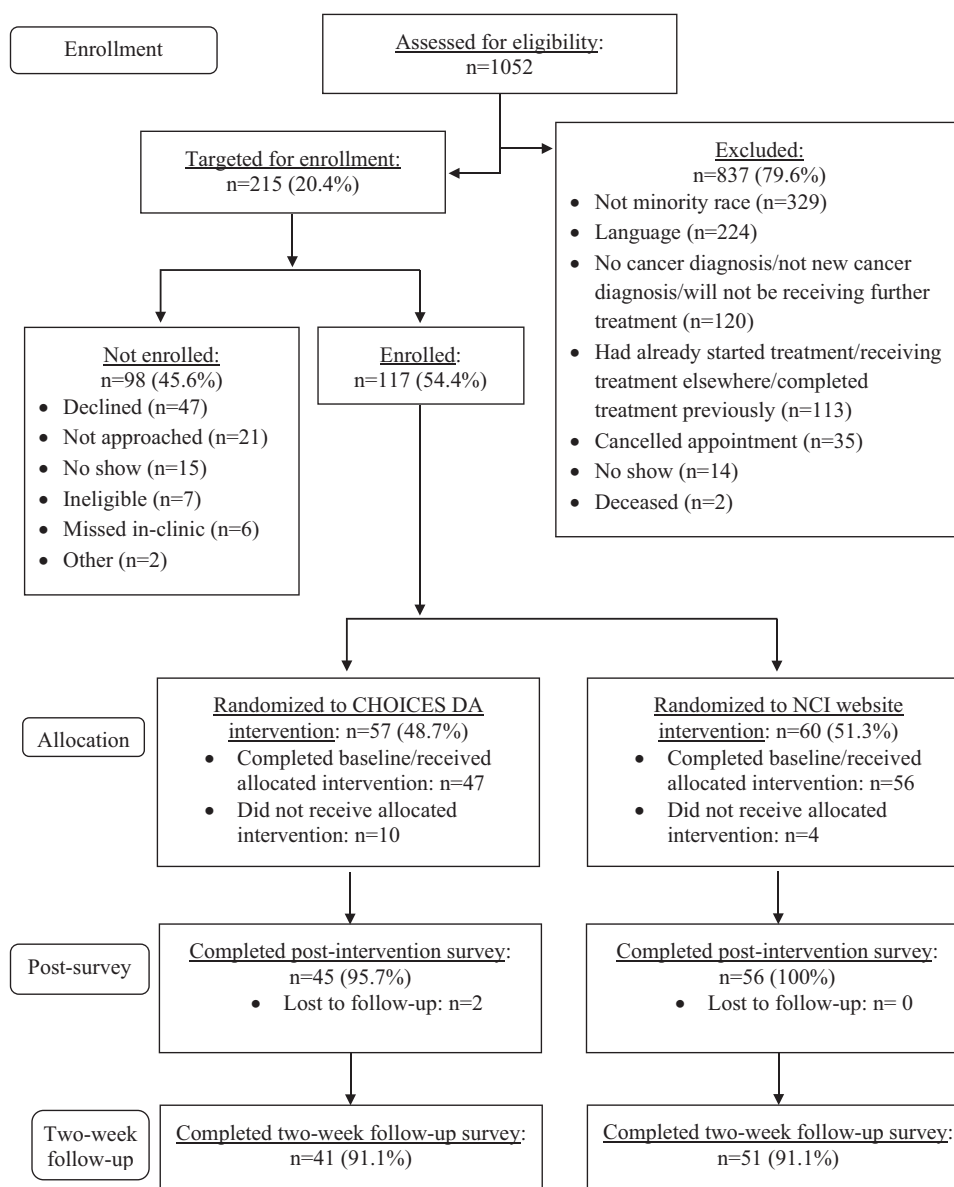 Enrollment
Assessed for eligibility:
n=1052
Targeted for enrollment:
n=215 (20.4%)
Excluded:
n=837 (79.6%)
• Not minority race (n=329)
• Language (n=224)
• No cancer diagnosis/not new cancer
diagnosis/will not be receiving further
treatment (n=120)
• Had already started treatment/receiving
treatment elsewhere/completed
treatment previously (n=113)
• Cancelled appointment (n=35)
• No show (n=14)
• Deceased (n=2)
Not enrolled:
n=98 (45.6%)
• Declined (n=47)
• Not approached (n=21)
• No show (n=15)
• Ineligible (n=7)
• Missed in-clinic (n=6)
• Other (n=2)
Enrolled:
n=117 (54.4%)
Allocation
Randomized to CHOICES DA
intervention: n=57 (48.7%)
• Completed baseline/received
allocated intervention: n=47
• Did not receive allocated
intervention: n=10
Randomized to NCI website
intervention: n=60 (51.3%)
• Completed baseline/received
allocated intervention: n=56
• Did not receive allocated
intervention: n=4
Post-survey
Completed post-intervention survey:
n=45 (95.7%)
• Lost to follow-up: n=2
Completed post-intervention survey:
n=56 (100%)
• Lost to follow-up: n= 0
Two-week
follow-up
Completed two-week follow-up survey:
n=41 (91.1%)
Completed two-week follow-up survey:
n=51 (91.1%)